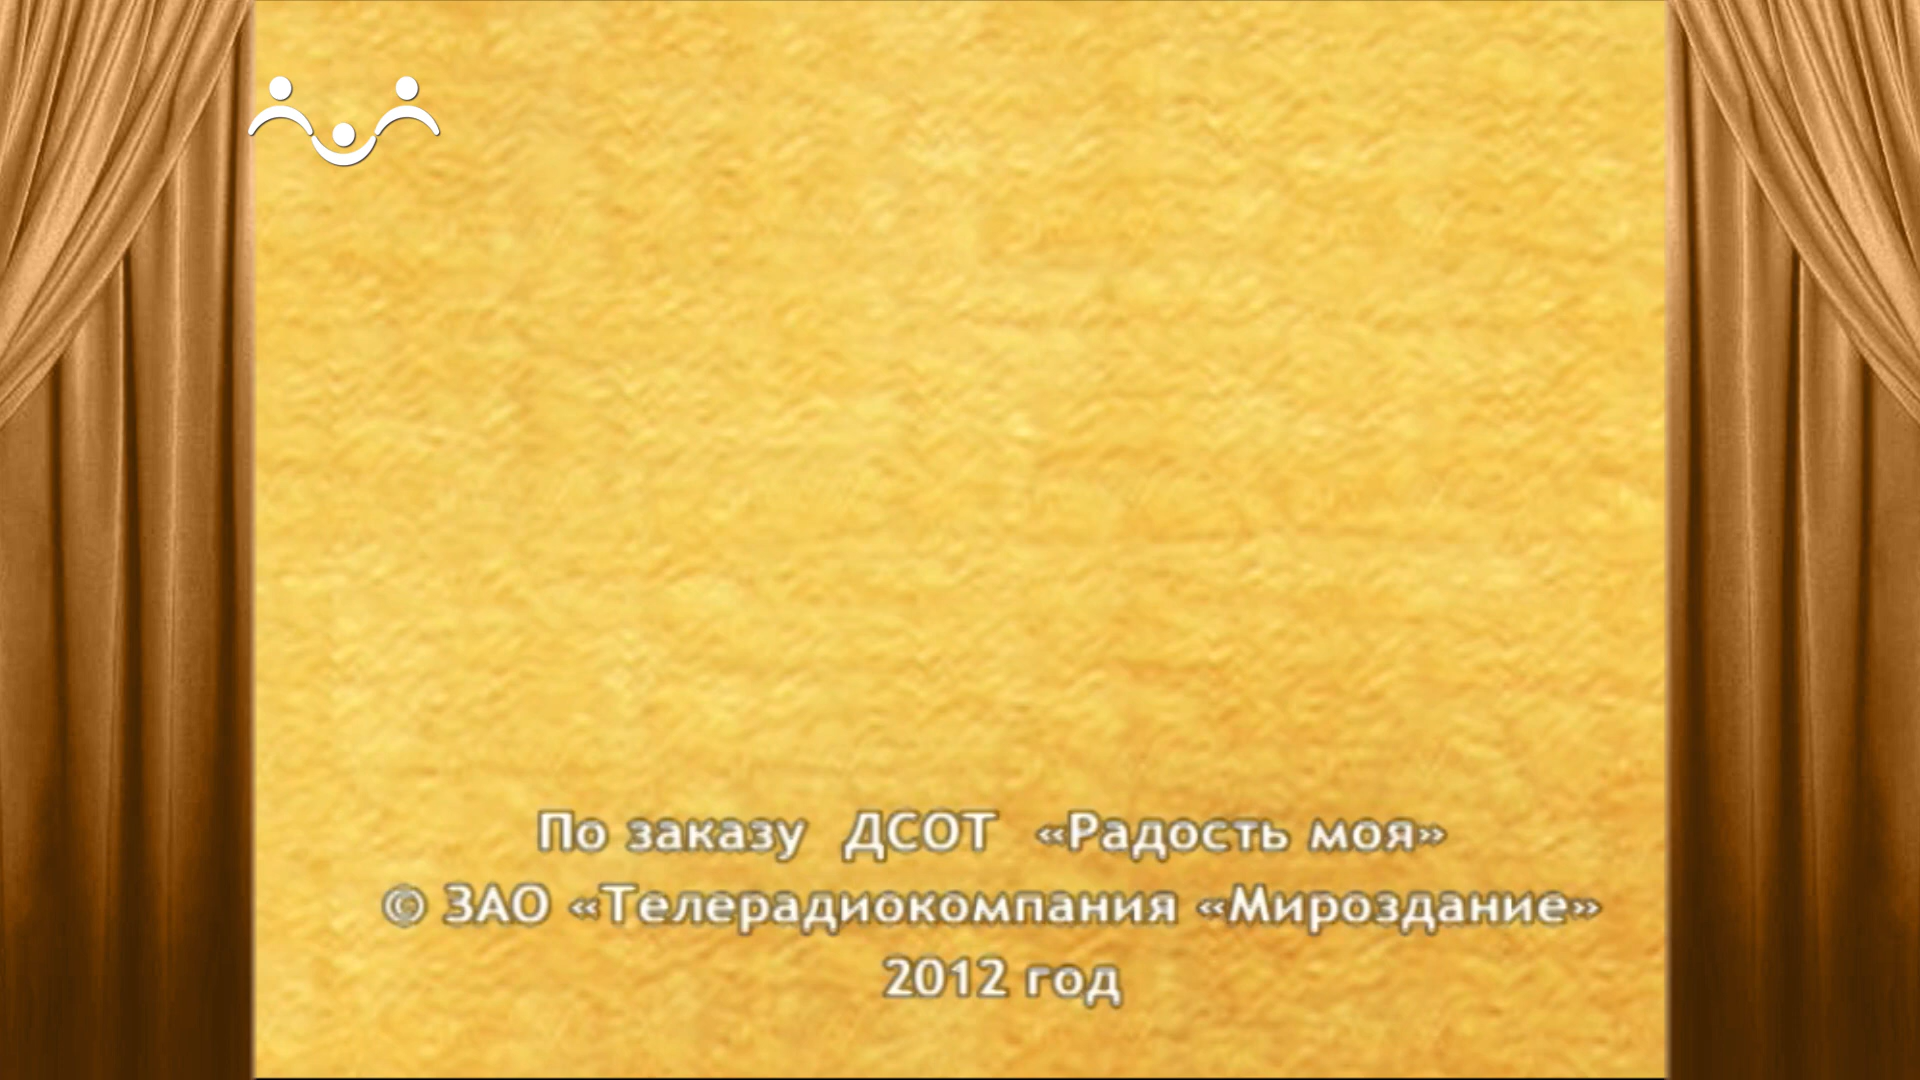 По заказу ДСОТ «Радость моя»
© ЗАО «Телерадиокомпания «Мироздание»
2012 год